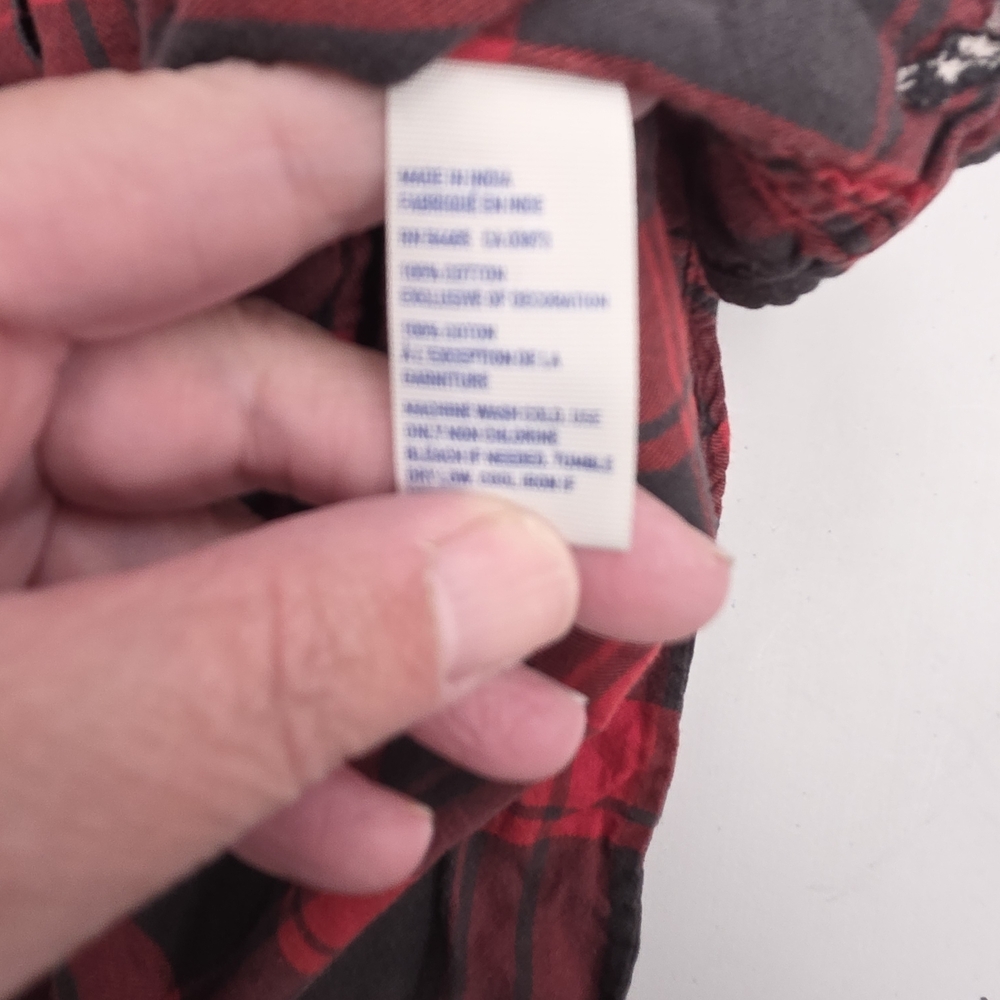 MADE IN INDIA
FABRIQUÉ EN INDE
100% COTTON
EXCLUSIVE OF DECORATION
100% COTON
À L'EXCEPTION DE LA
GARNITURE
MACHINE WASH COLD. USE
ONLY NON-CHLORINE
BLEACH IF NEEDED. TUMBLE
DRY LOW. COOL IRON IF